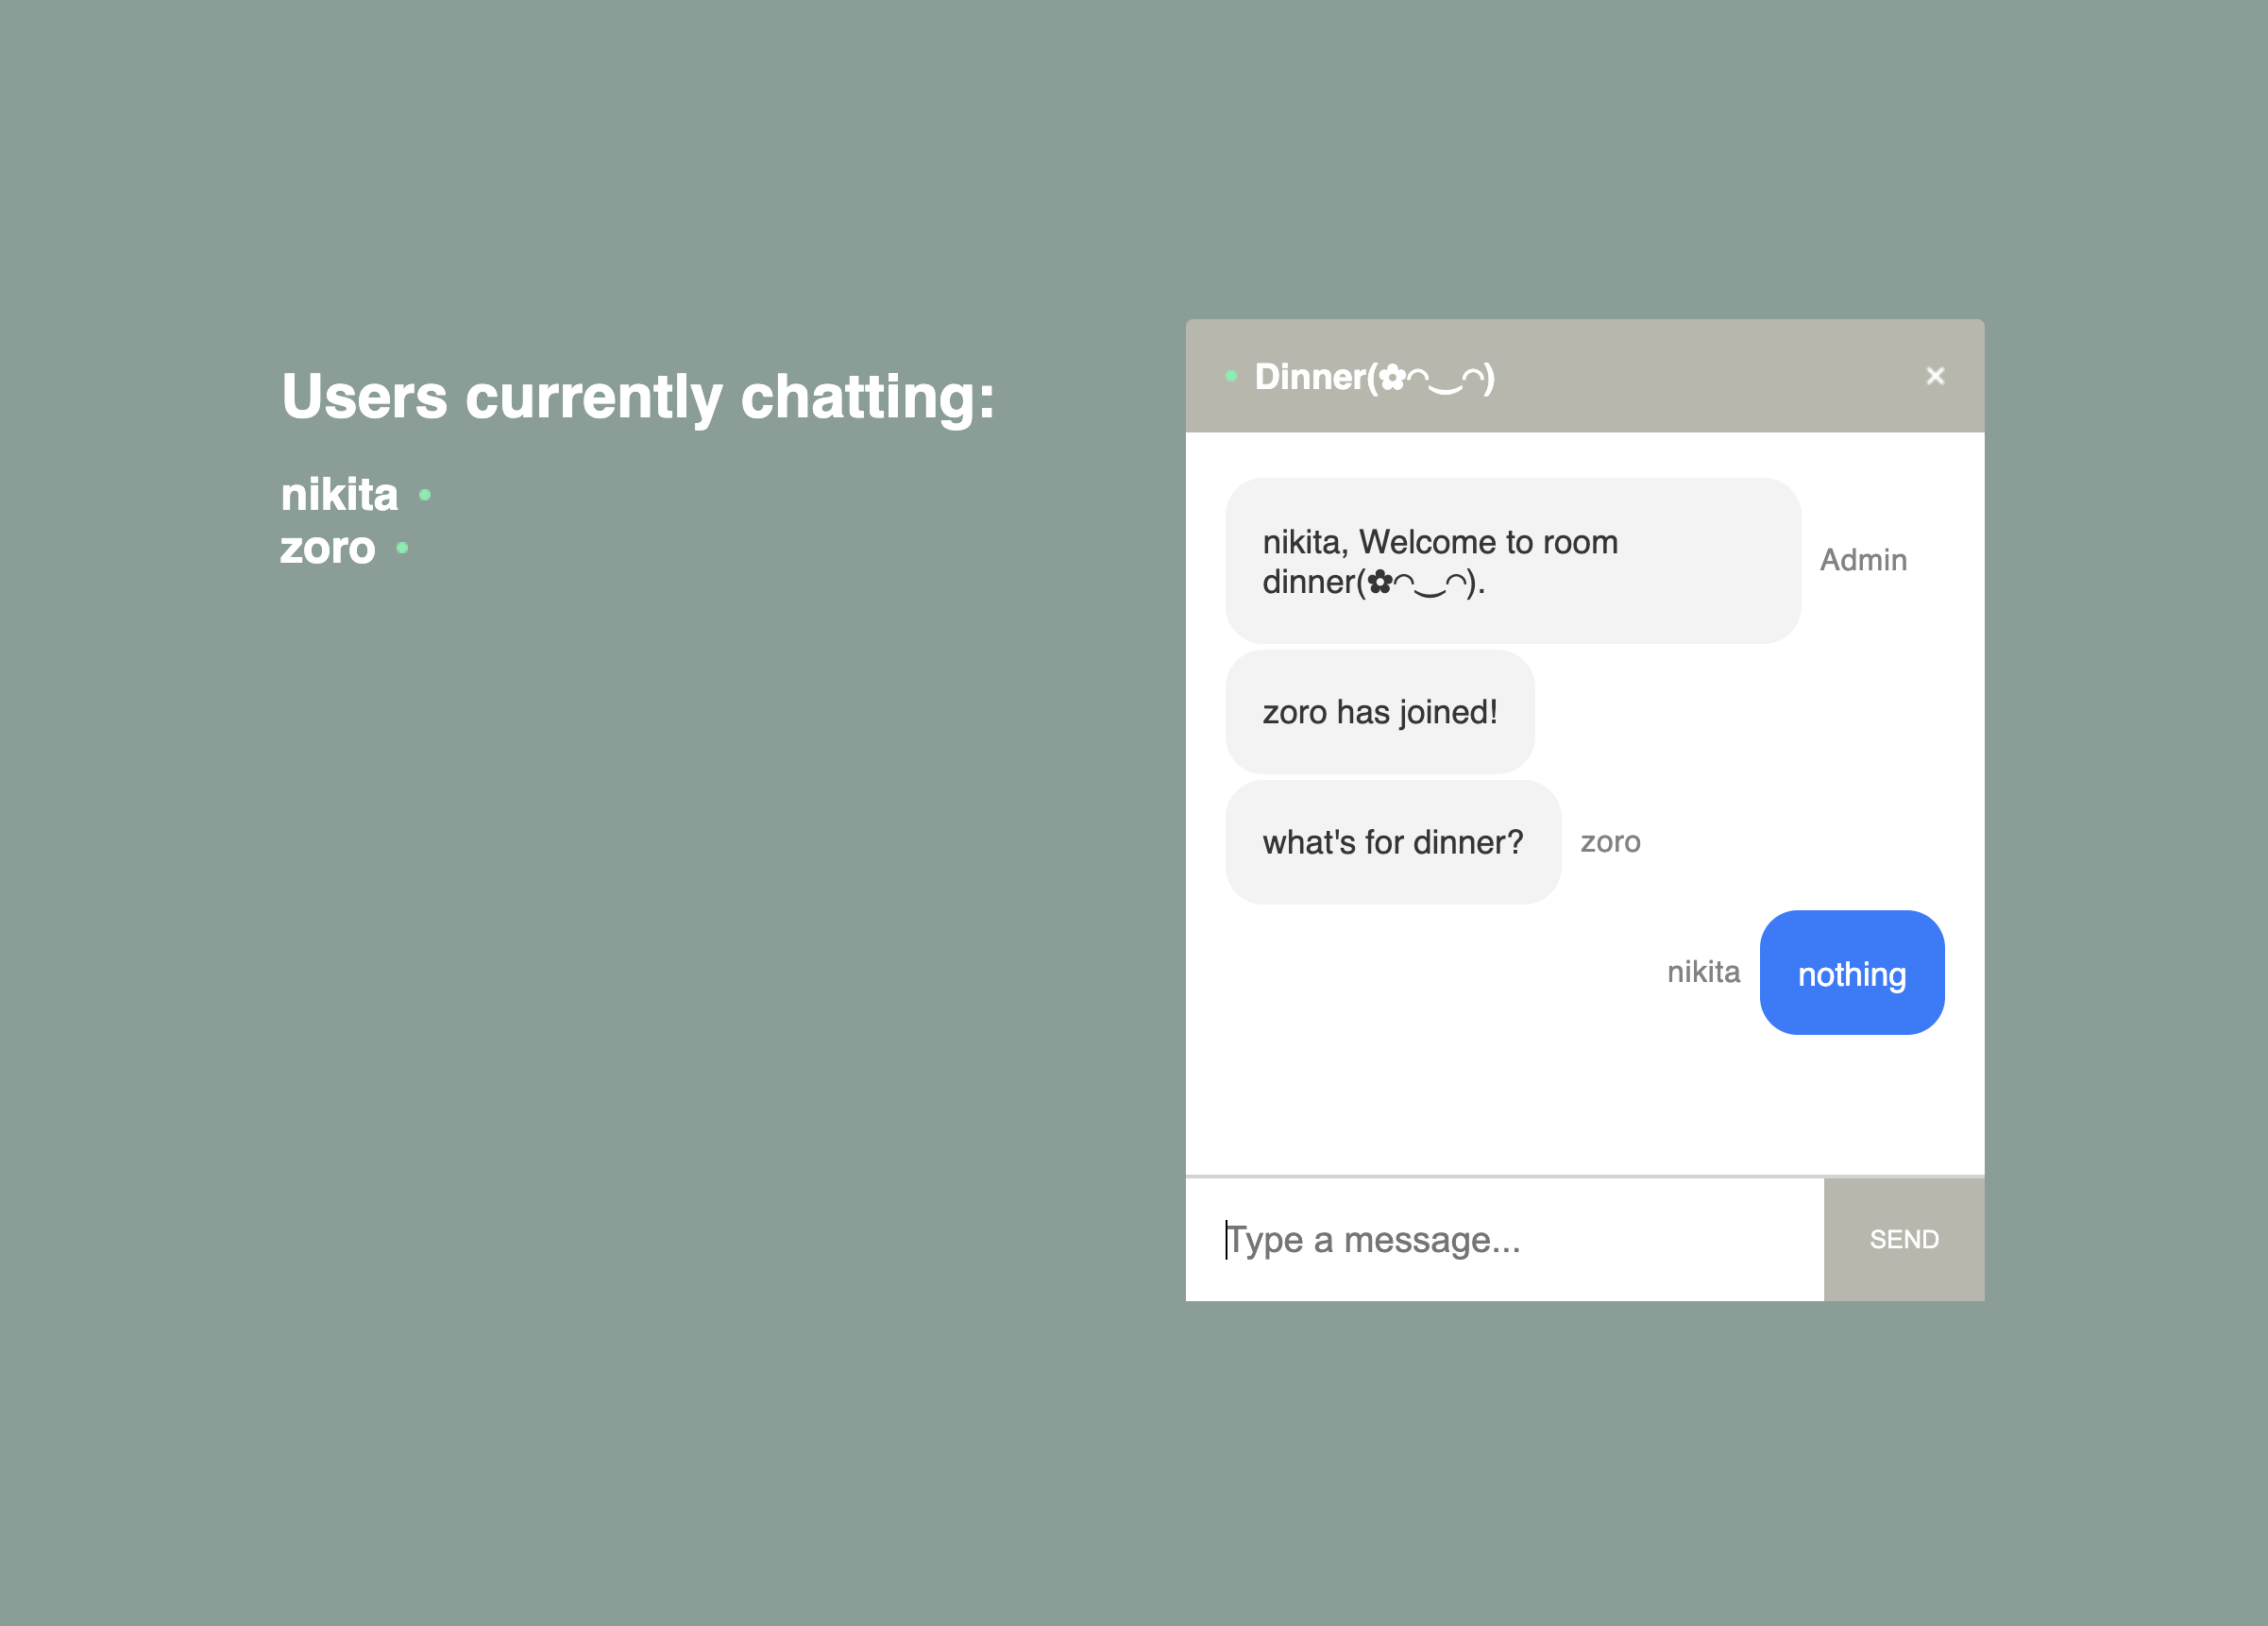 Users currently chatting:
nikita
zoro
Dinner(✿◠‿◠)
nikita, Welcome to room
dinner(✿◠‿◠).
Admin
zoro has joined!
what's for dinner?
zoro
nikita
nothing
Type a message...
SEND